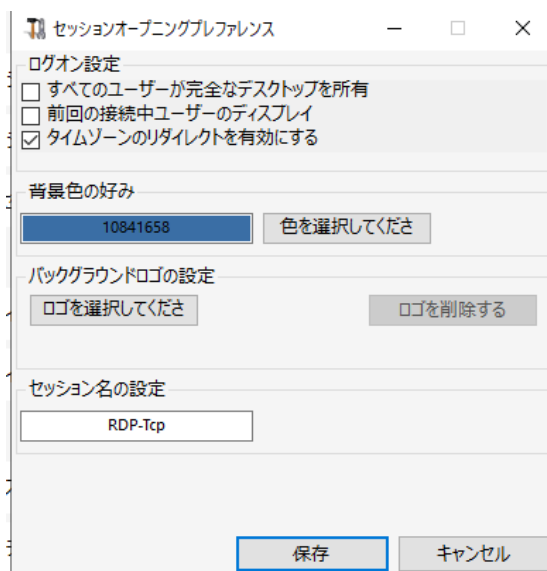 セッションオープニングプレファレンス
ログオン設定
すべてのユーザーが完全なデスクトップを所有
前回の接続中ユーザーのディスプレイ
タイムゾーンのリダイレクトを有効にする
背景色の好み
10841658
色を選択してくださ
バックグラウンドロゴの設定
ロゴを選択してくださ
ロゴを削除する
セッション名の設定
RDP-Tcp
保存
キャンセル